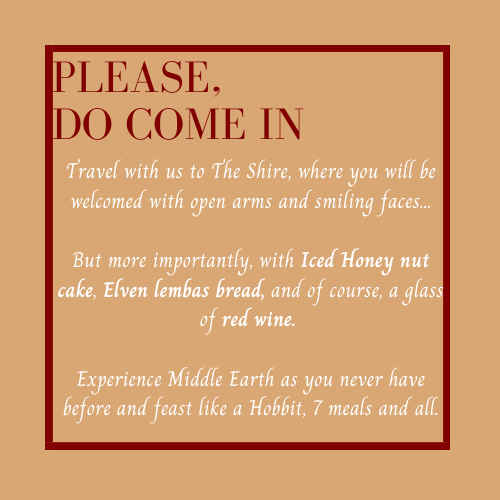 PLEASE,
DO COME IN
Travel with us to The Shire, where you will be
welcomed with open arms and smiling faces...
But more importantly, with Iced Honey nut
cake, Elven lembas bread, and of course, a glass
of red wine.
Experience Middle Earth as you never have
before and feast like a Hobbit, 7 meals and all.